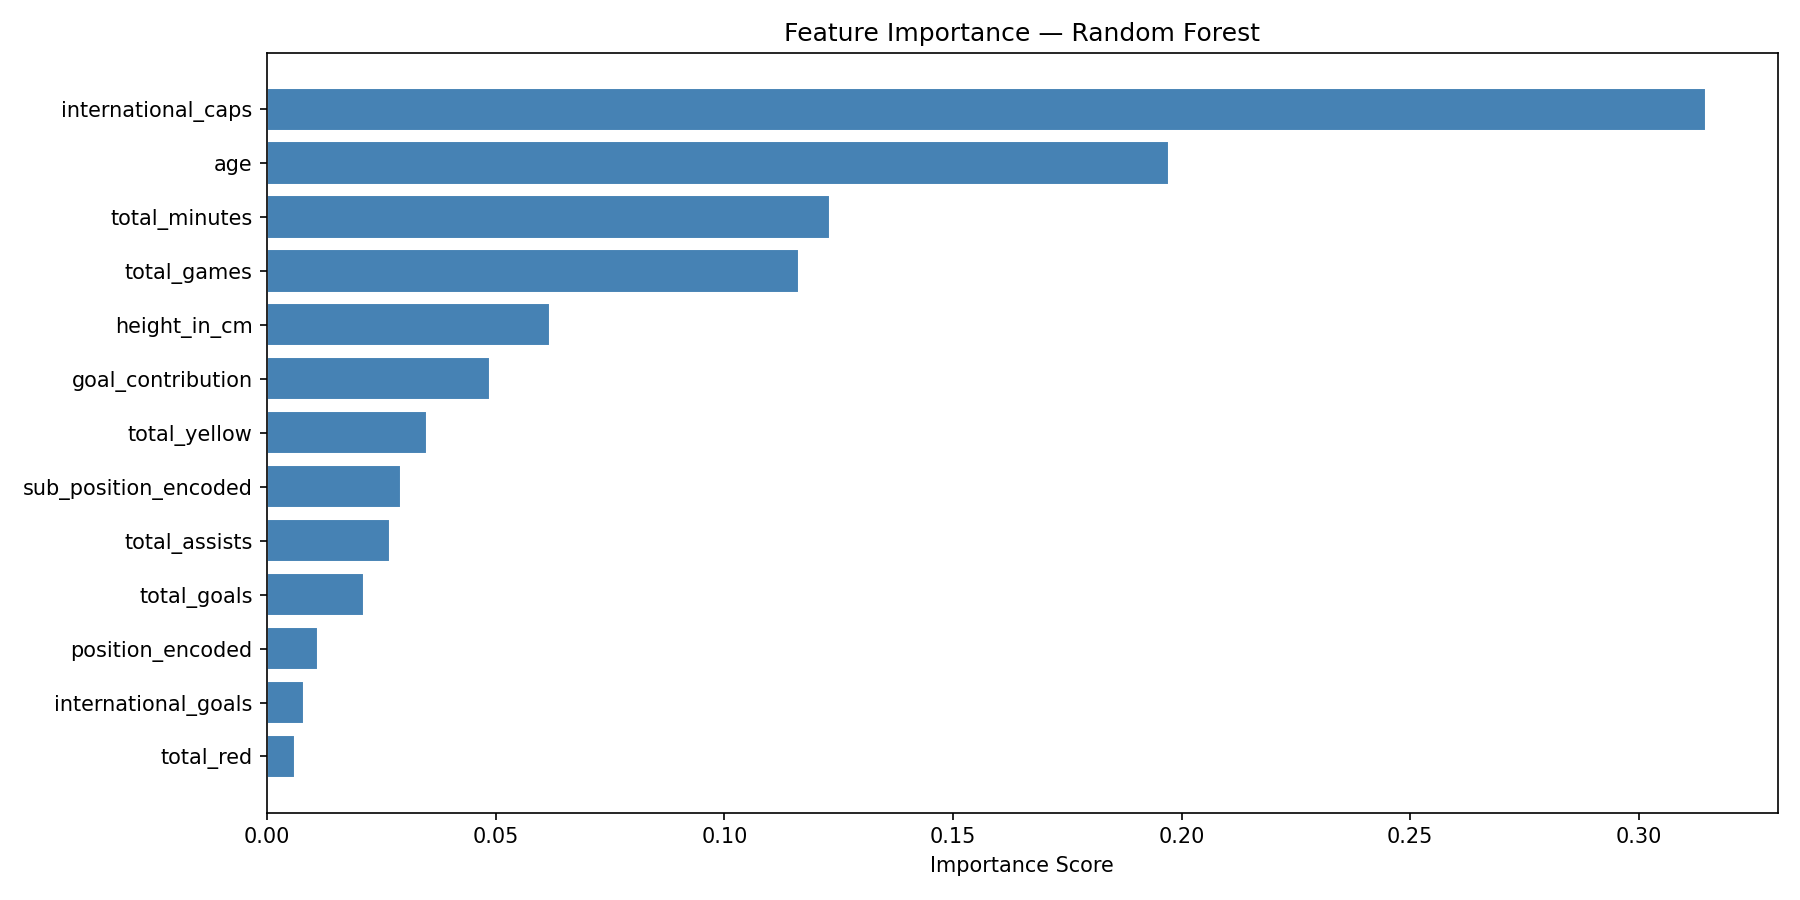 Feature Importance — Random Forest
international_caps
age
total_minutes
total_games
height_in_cm
goal_contribution
total_yellow
sub_position_encoded
total_assists
total_goals
position_encoded
international_goals
total_red
0.00 0.05 0.10 0.15 0.20 0.25 0.30
Importance Score